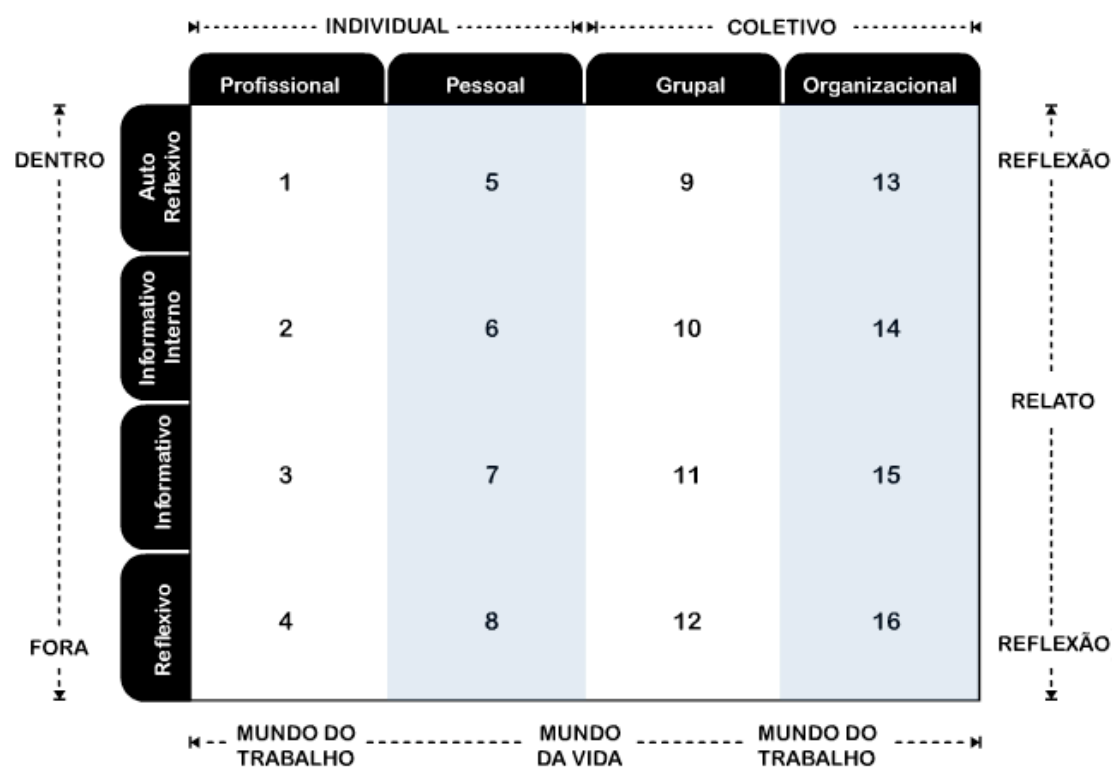 INDIVIDUAL COLETIVO
Profissional Pessoal Grupal Organizacional
DENTRO
Auto
Reflexivo
1 5 9 13
REFLEXÃO
Informativo
Interno
2 6 10 14
RELATO
Informativo
3 7 11 15
Reflexivo
4 8 12 16
FORA
REFLEXÃO
MUNDO DO
TRABALHO
MUNDO
DA VIDA
MUNDO DO
TRABALHO